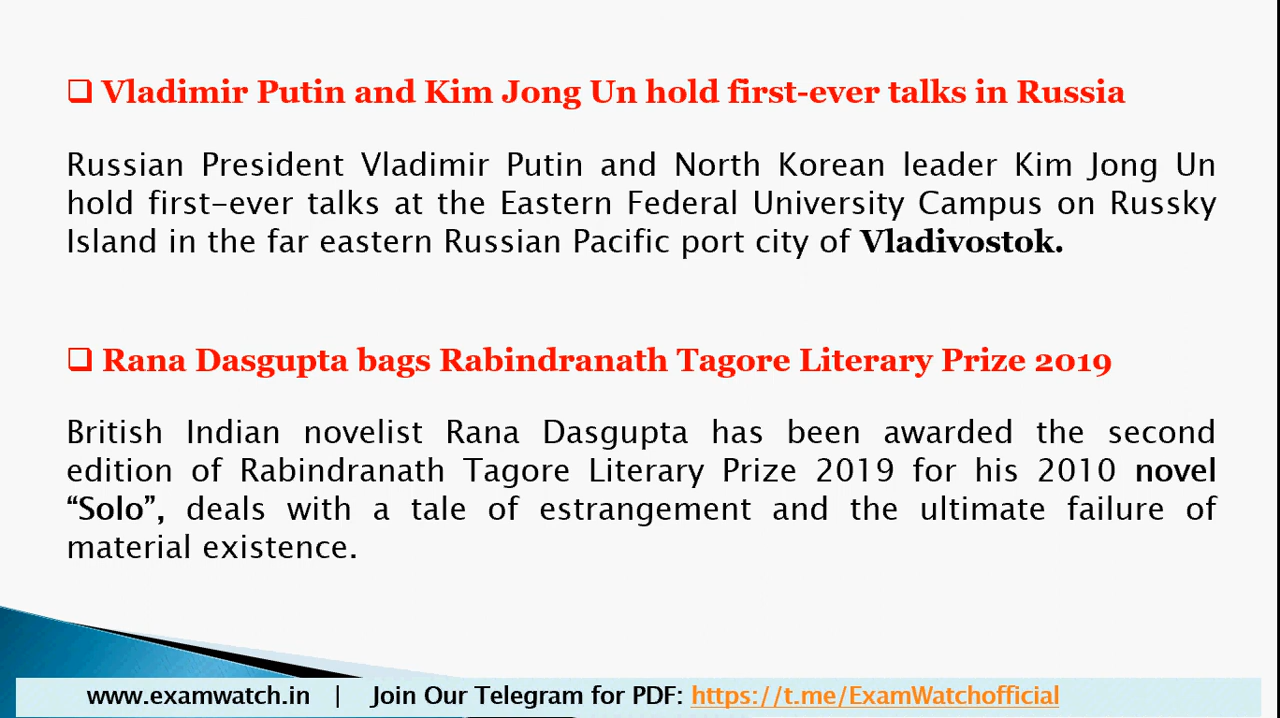 Vladimir Putin and Kim Jong Un hold first-ever talks in Russia
Russian President Vladimir Putin and North Korean leader Kim Jong Un
hold first-ever talks at the Eastern Federal University Campus on Russky
Island in the far eastern Russian Pacific port city of Vladivostok.
Rana Dasgupta bags Rabindranath Tagore Literary Prize 2019
British Indian novelist Rana Dasgupta has been awarded the second
edition of Rabindranath Tagore Literary Prize 2019 for his 2010 novel
“Solo”, deals with a tale of estrangement and the ultimate failure of
material existence.
www.examwatch.in | Join Our Telegram for PDF: https://t.me/ExamWatchofficial